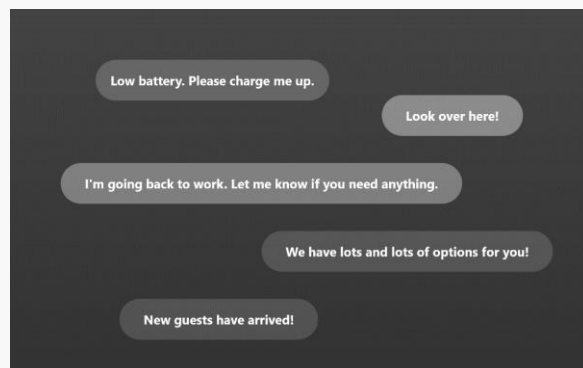 Low battery. Please charge me up.
Look over here!
I'm going back to work. Let me know if you need anything.
We have lots and lots of options for you!
New guests have arrived!